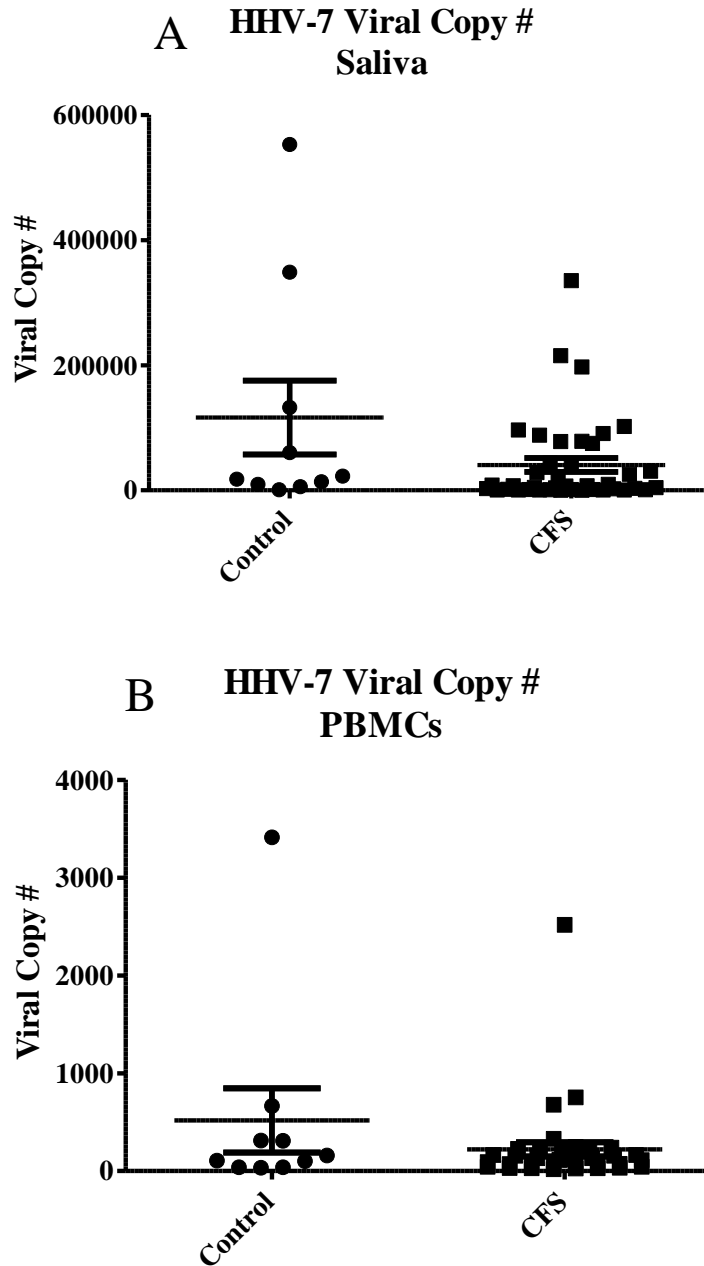 A
HHV-7 Viral Copy #
Saliva
600000
400000
200000
0
Viral Copy #
Control
CFS
B
HHV-7 Viral Copy #
PBMCs
4000
3000
2000
1000
0
Viral Copy #
Control
CFS